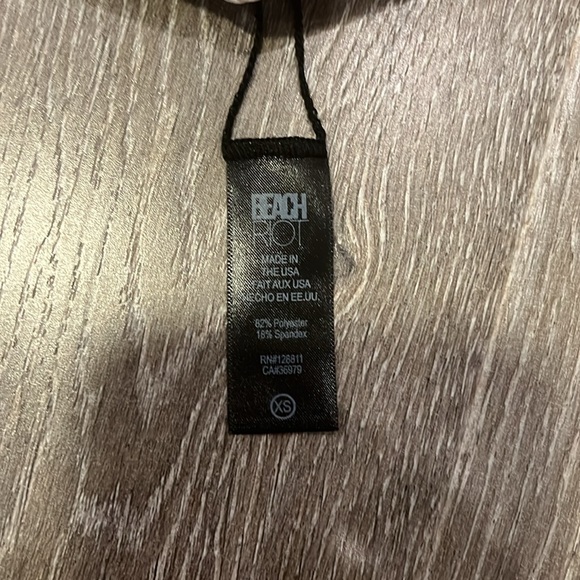 BEACH
RIOT
MADE IN
THE USA
FAIT AUX USA
HECHO EN EE.UU.
82% Polyester
18% Spandex
RN#128811
CA#36979
XS